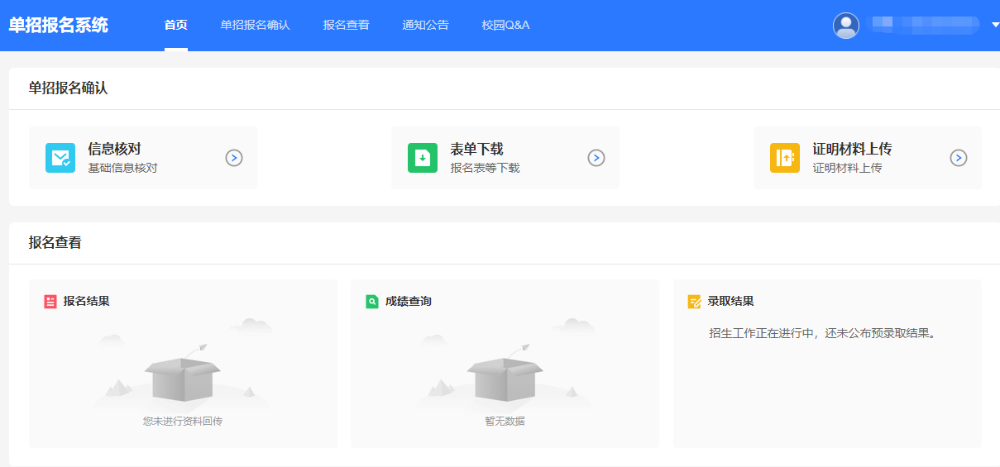 单招报名系统
首页
单招报名确认
报名查看
通知公告
校园Q&A
单招报名确认
信息核对
基础信息核对
表单下载
报名表等下载
证明材料上传
证明材料上传
报名查看
报名结果
您未进行资料回传
成绩查询
暂无数据
录取结果
招生工作正在进行中，还未公布预录取结果。